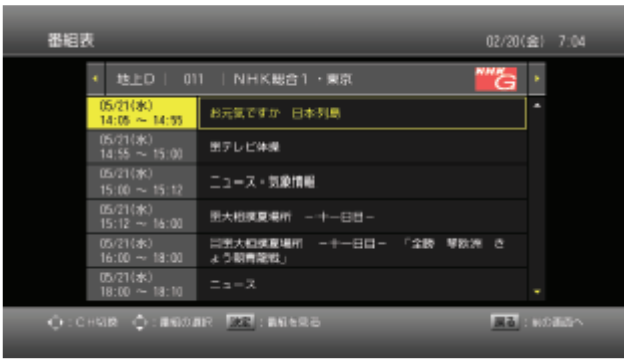 番組表
02/20(金) 7:04
地上D | 011 | NHK総合1・東京
NHK G
05/21(水)
14:05 ～ 14:55
お元気ですか 日本列島
05/21(水)
14:55 ～ 15:00
テレビ体操
05/21(水)
15:00 ～ 15:12
ニュース・気象情報
05/21(水)
15:12 ～ 16:00
大相撲夏場所 －十一日目－
05/21(水)
16:00 ～ 18:00
大相撲夏場所 －十一日目－ 「全勝 琴欧洲 き
ょう朝青龍戦」
05/21(水)
18:00 ～ 18:10
ニュース
：CH切換 ：番組の選択 決定：番組を見る 戻る：前の画面へ